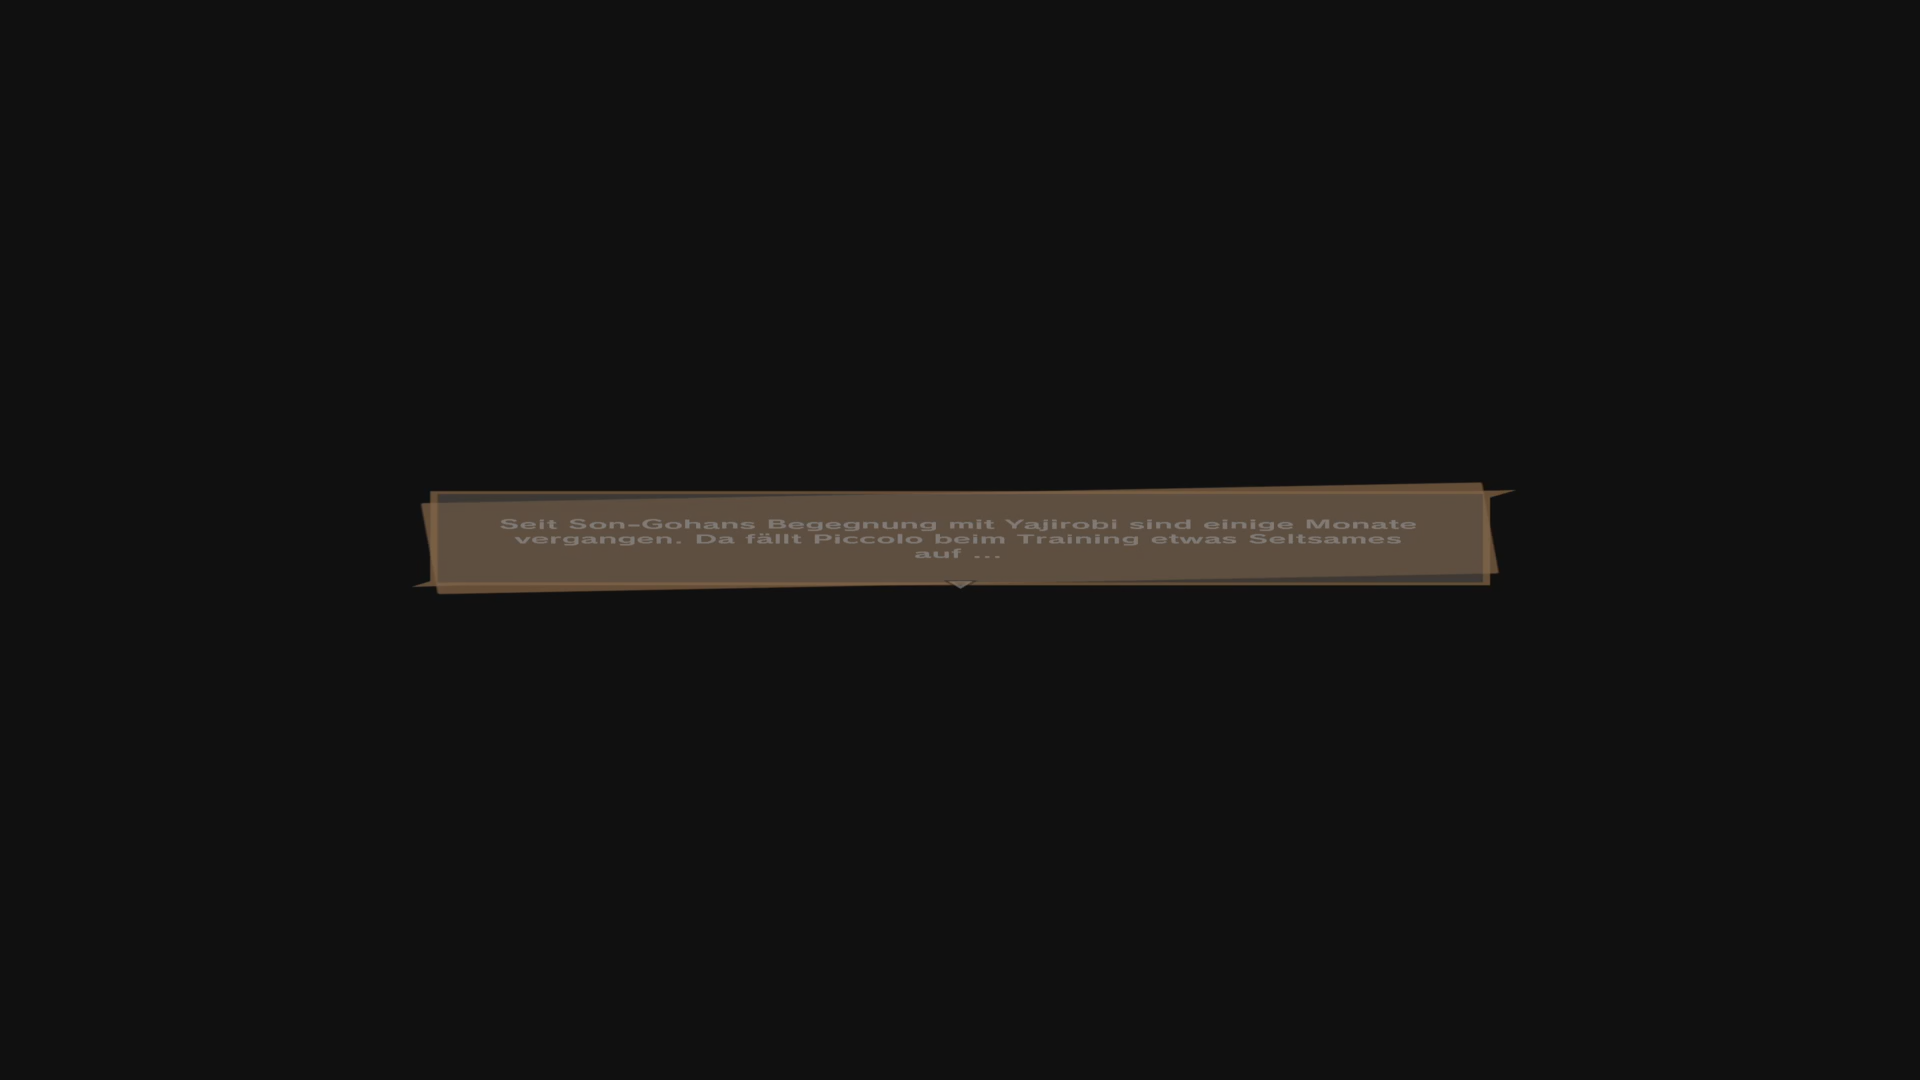 Seit Son-Gohans Begegnung mit Yajirobi sind einige Monate
vergangen. Da fällt Piccolo beim Training etwas Seltsames
auf ...